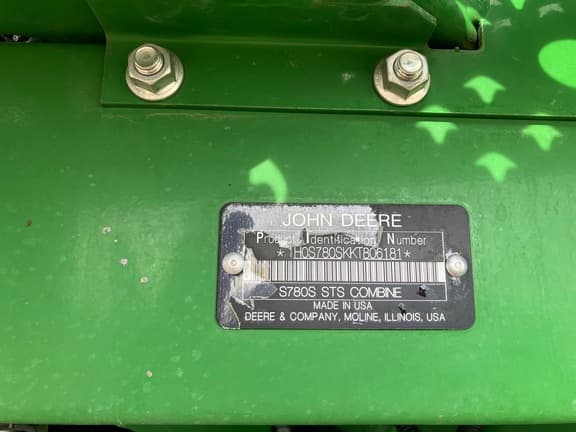 JOHN DEERE
Product Identification Number
*1H0S780SKKT806181*
S780S STS COMBINE
MADE IN USA
DEERE & COMPANY, MOLINE, ILLINOIS, USA